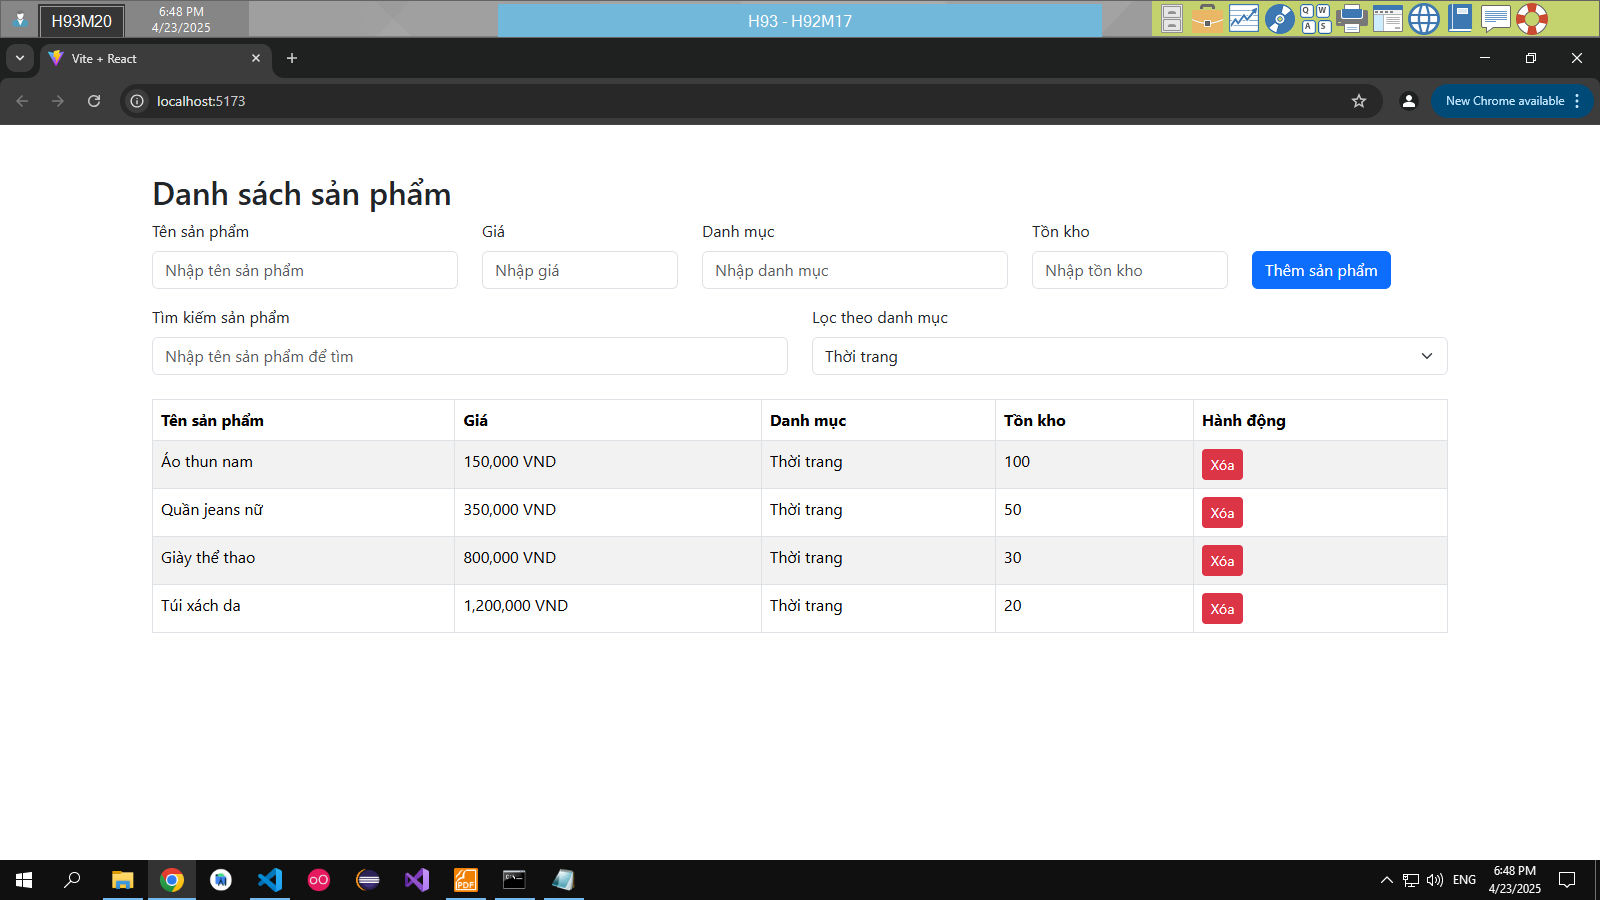 H93M20
6:48 PM
4/23/2025
H93 - H92M17
Q W
A S
Vite + React
localhost:5173
New Chrome available
Danh sách sản phẩm
Tên sản phẩm Giá Danh mục Tồn kho
Nhập tên sản phẩm Nhập giá Nhập danh mục Nhập tồn kho Thêm sản phẩm
Tìm kiếm sản phẩm Lọc theo danh mục
Nhập tên sản phẩm để tìm Thời trang
Tên sản phẩm Giá Danh mục Tồn kho Hành động
Áo thun nam 150,000 VND Thời trang 100 Xóa
Quần jeans nữ 350,000 VND Thời trang 50 Xóa
Giày thể thao 800,000 VND Thời trang 30 Xóa
Túi xách da 1,200,000 VND Thời trang 20 Xóa
PDF
ENG
6:48 PM
4/23/2025